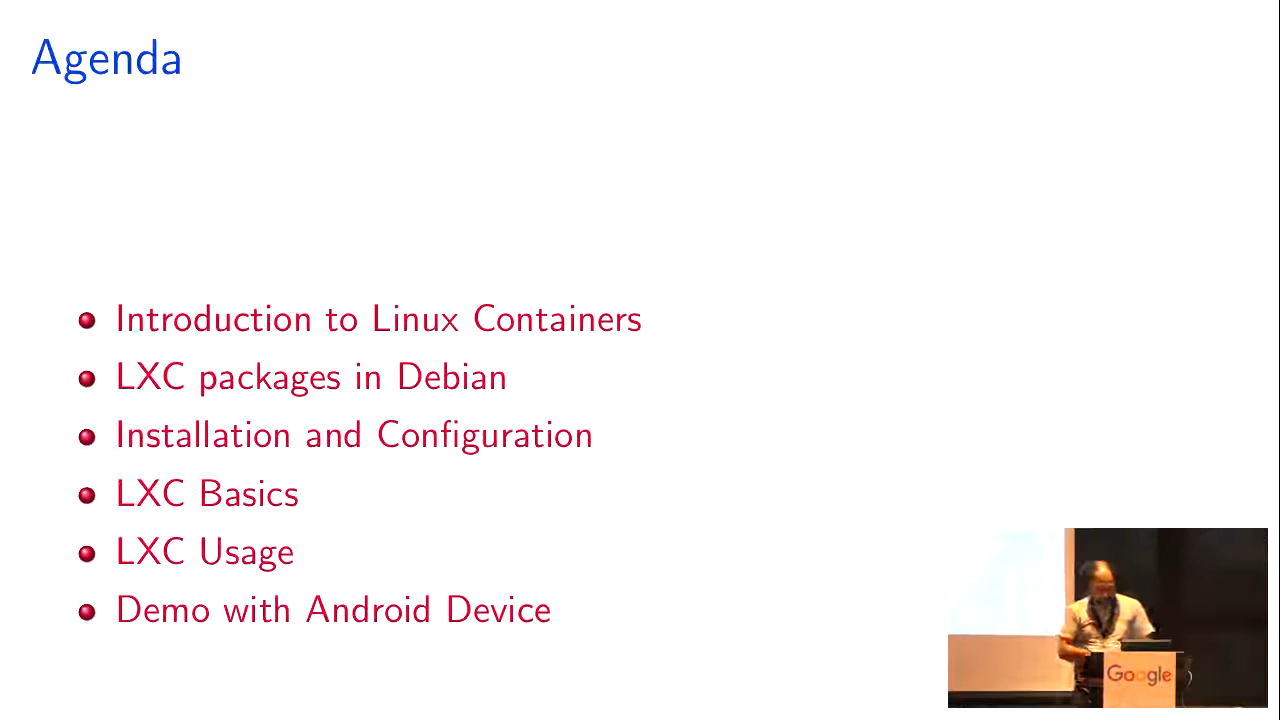 Agenda
Introduction to Linux Containers
LXC packages in Debian
Installation and Configuration
LXC Basics
LXC Usage
Demo with Android Device
Google